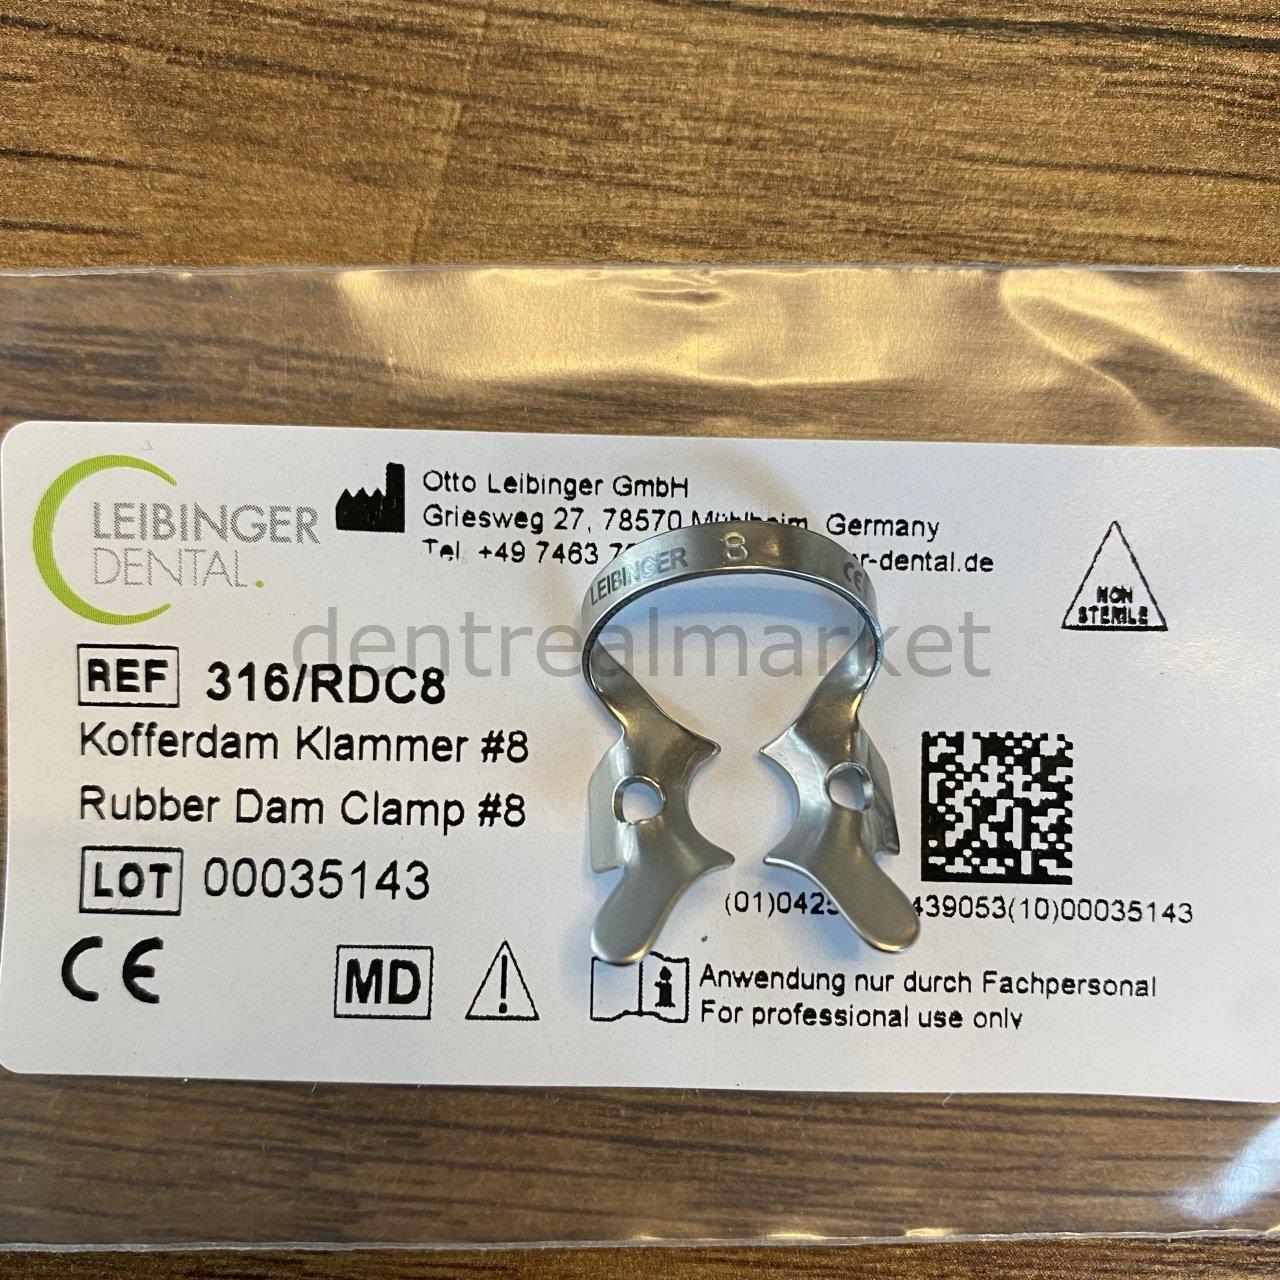 LEIBINGER
DENTAL.
Otto Leibinger GmbH
Griesweg 27, 78570 Mühlheim, Germany
Tel. +49 7463
r-dental.de
LEIBINGER 8 CE
NON
STERILE
dentrealmarket
REF 316/RDC8
Kofferdam Klammer #8
Rubber Dam Clamp #8
LOT 00035143
(01)042 439053(10)00035143
CE MD
Anwendung nur durch Fachpersonal
For professional use only